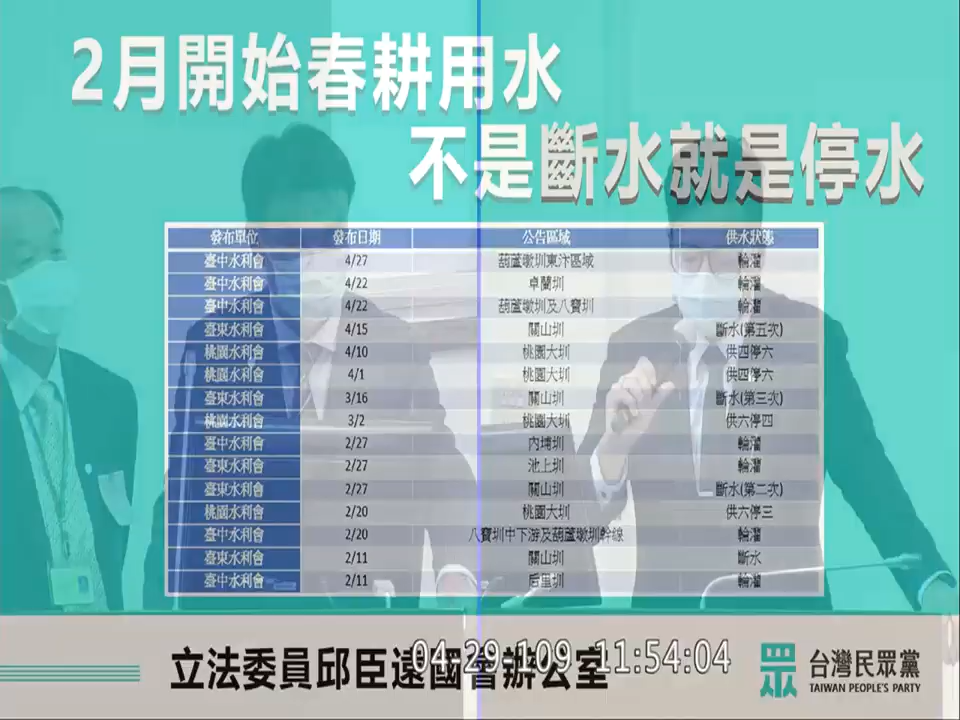 2月開始春耕用水
不是斷水就是停水
發布單位 發布日期 公告區域 供水狀態
臺中水利會 4/27 葫蘆墩圳東汴區域 輪灌
臺中水利會 4/22 卓蘭圳 輪灌
臺中水利會 4/22 葫蘆墩圳及八寶圳 輪灌
臺東水利會 4/15 關山圳 斷水(第五次)
桃園水利會 4/10 桃園大圳 供四停六
桃園水利會 4/1 桃園大圳 供四停六
臺東水利會 3/16 關山圳 斷水(第三次)
桃園水利會 3/2 桃園大圳 供六停四
臺中水利會 2/27 內埔圳 輪灌
臺東水利會 2/27 池上圳 輪灌
臺東水利會 2/27 關山圳 斷水(第二次)
桃園水利會 2/20 桃園大圳 供六停三
臺中水利會 2/20 八寶圳中下游及葫蘆墩圳幹線 輪灌
臺東水利會 2/11 關山圳 斷水
臺中水利會 2/11 后里圳 輪灌
立法委員邱臣遠國會辦公室
04-29-109 11:54:04
眾 台灣民眾黨
TAIWAN PEOPLE'S PARTY